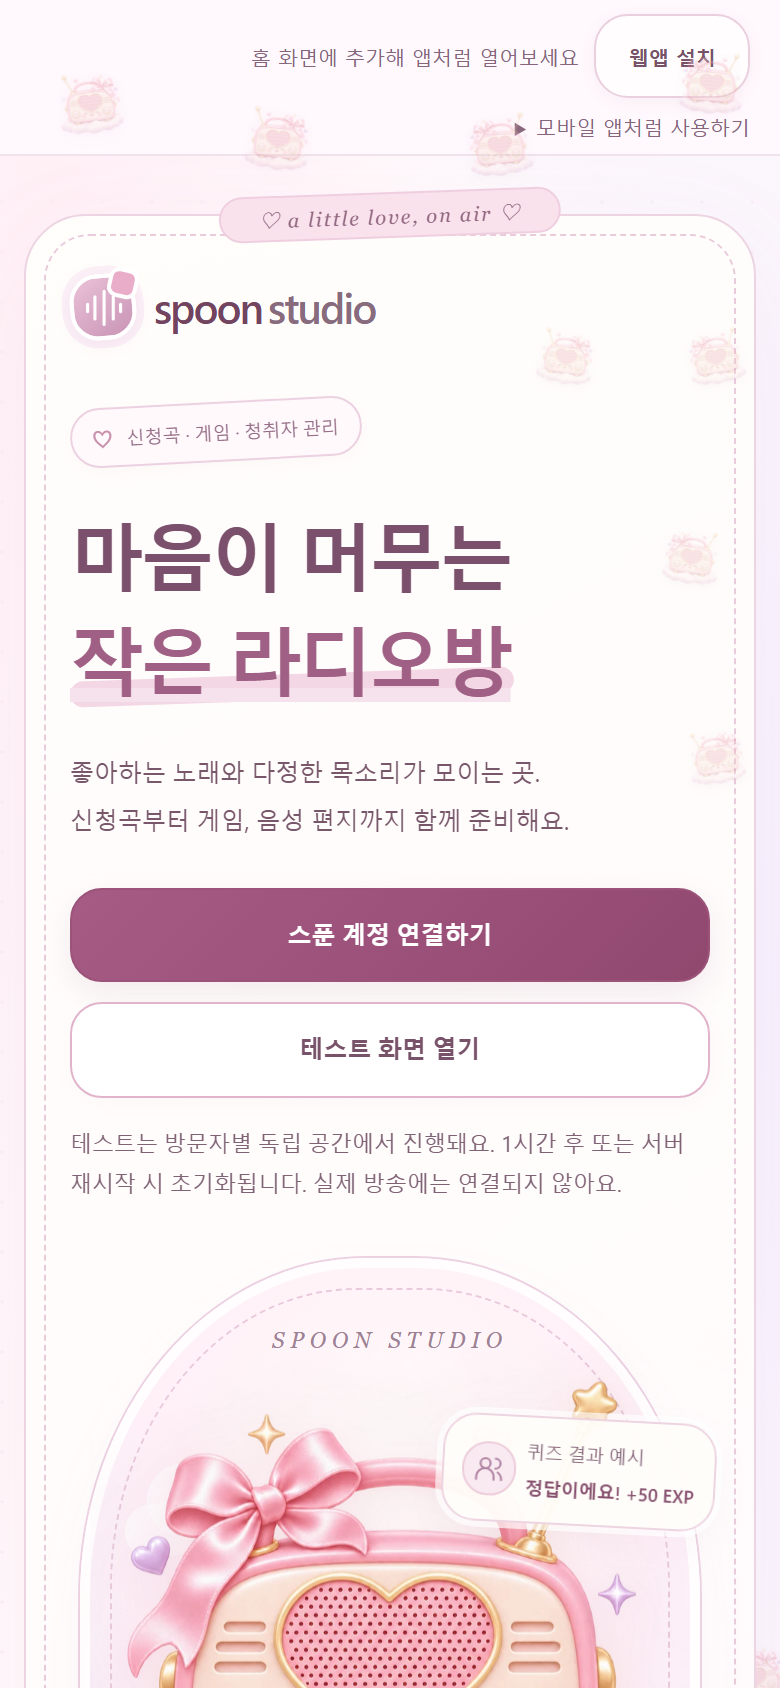 홈 화면에 추가해 앱처럼 열어보세요
웹앱 설치
▶ 모바일 앱처럼 사용하기
♡ a little love, on air ♡
spoon studio
신청곡 · 게임 · 청취자 관리
마음이 머무는
작은 라디오방
좋아하는 노래와 다정한 목소리가 모이는 곳.
신청곡부터 게임, 음성 편지까지 함께 준비해요.
스푼 계정 연결하기
테스트 화면 열기
테스트는 방문자별 독립 공간에서 진행돼요. 1시간 후 또는 서버
재시작 시 초기화됩니다. 실제 방송에는 연결되지 않아요.
SPOON STUDIO
퀴즈 결과 예시
정답이에요! +50 EXP